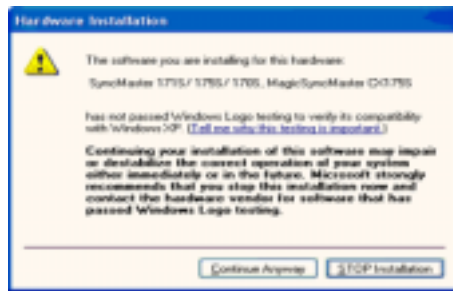 Hardware Installation
The software you are installing for this hardware:
SyncMaster 171S/ 175S/ 170S, MagicSyncMaster CX175S
has not passed Windows Logo testing to verify its compatibility
with Windows XP. (Tell me why this testing is important.)
Continuing your installation of this software may impair
or destabilize the correct operation of your system
either immediately or in the future. Microsoft strongly
recommends that you stop this installation now and
contact the hardware vendor for software that has
passed Windows Logo testing.
Continue Anyway
STOP Installation